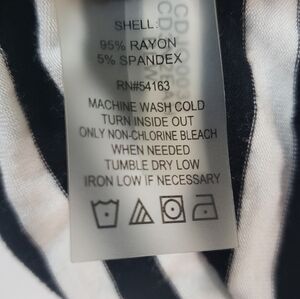 SHELL:
95% RAYON
5% SPANDEX
RN#54163
MACHINE WASH COLD
TURN INSIDE OUT
ONLY NON-CHLORINE BLEACH
WHEN NEEDED
TUMBLE DRY LOW
IRON LOW IF NECESSARY